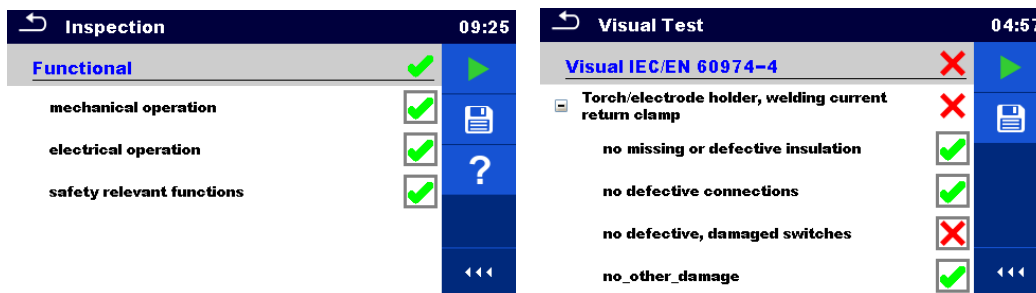 Inspection 09:25
Functional
mechanical operation
electrical operation
safety relevant functions
?
Visual Test 04:57
Visual IEC/EN 60974-4
Torch/electrode holder, welding current
return clamp
no missing or defective insulation
no defective connections
no defective, damaged switches
no_other_damage